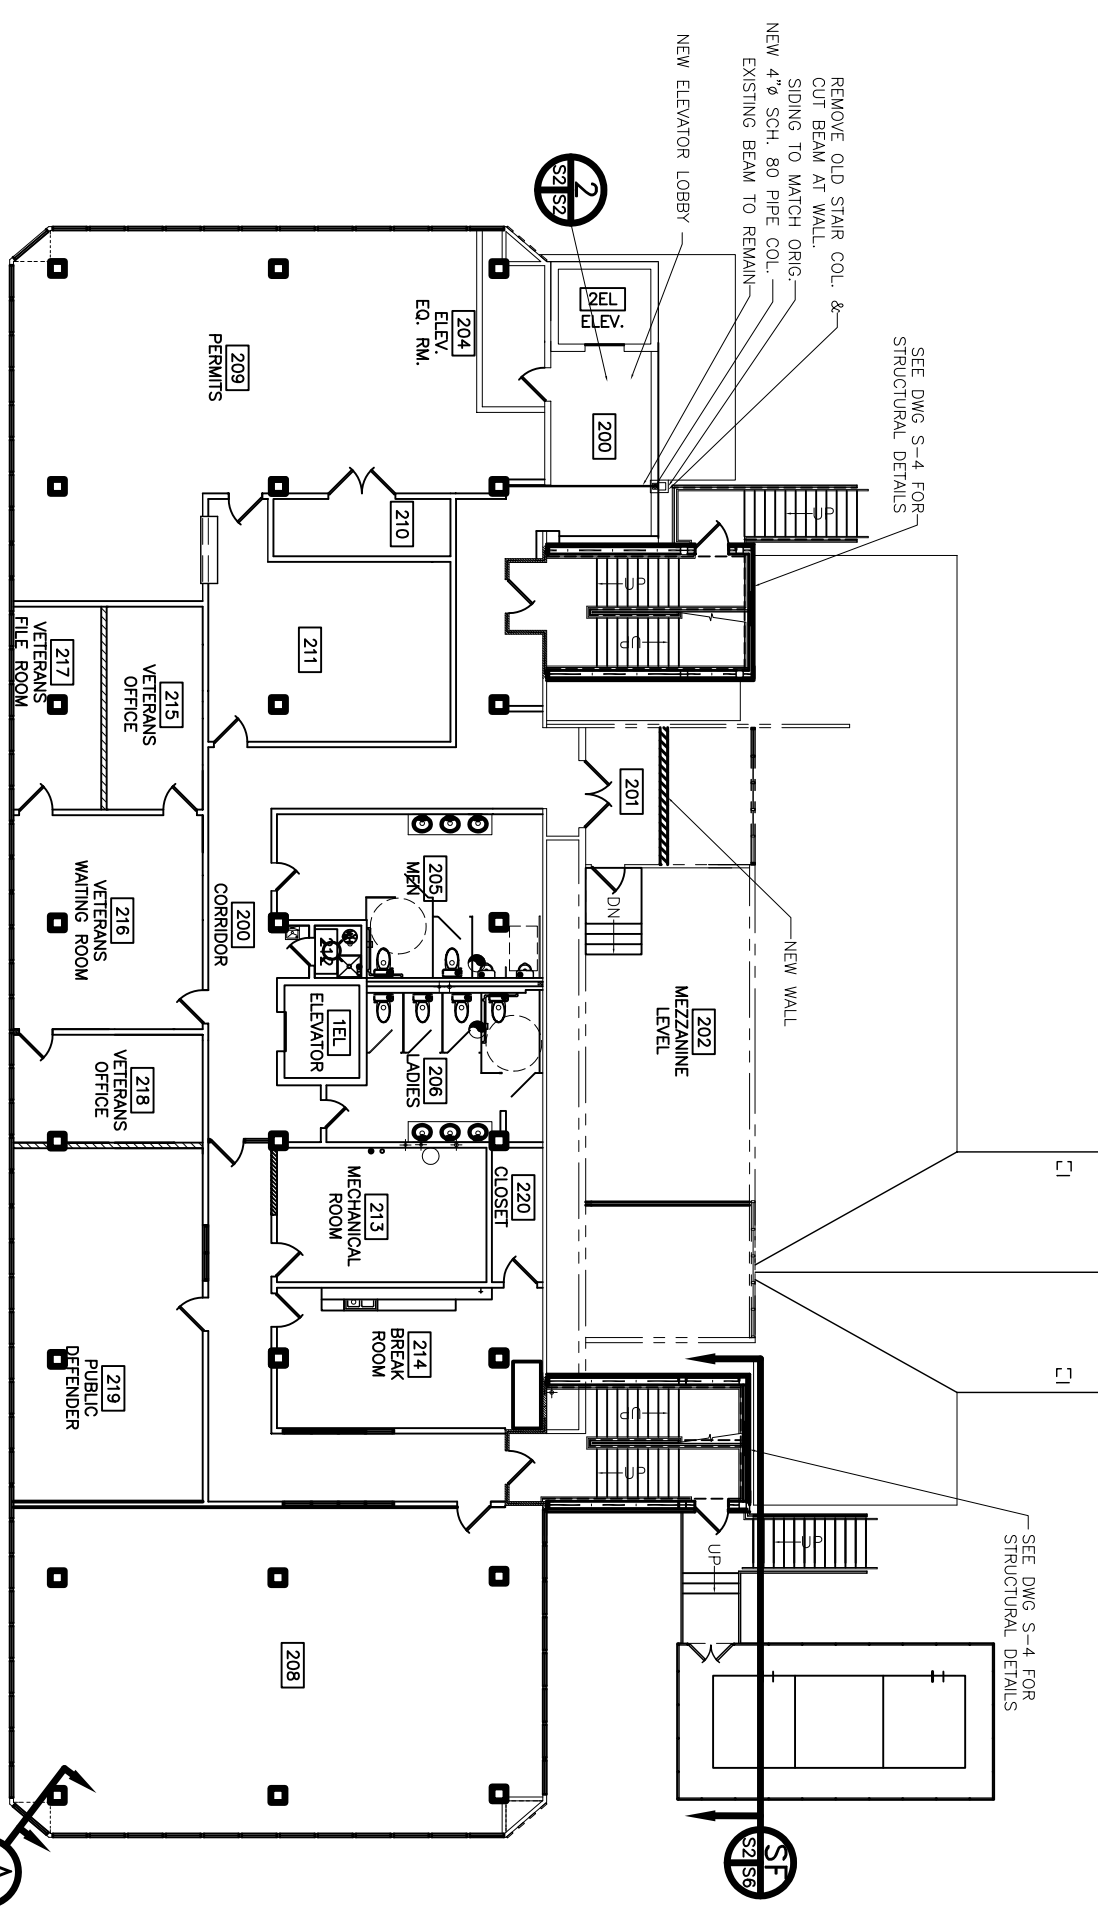 REMOVE OLD STAIR COL. &
CUT BEAM AT WALL.
SIDING TO MATCH ORIG.
NEW 4"ø SCH. 80 PIPE COL.
EXISTING BEAM TO REMAIN
NEW ELEVATOR LOBBY
SEE DWG S-4 FOR
STRUCTURAL DETAILS
2
S2 S2
2EL
ELEV.
200
204
ELEV.
EQ. RM.
209
PERMITS
210
211
UP
UP
UP
201
NEW WALL
DN
202
MEZZANINE
LEVEL
215
VETERANS
OFFICE
217
VETERANS
FILE ROOM
205
MEN
212
200
CORRIDOR
216
VETERANS
WAITING ROOM
1EL
ELEVATOR
206
LADIES
218
VETERANS
OFFICE
220
CLOSET
213
MECHANICAL
ROOM
214
BREAK
ROOM
219
PUBLIC
DEFENDER
UP
UP
UP
UP
SEE DWG S-4 FOR
STRUCTURAL DETAILS
208
SF
S2 S6